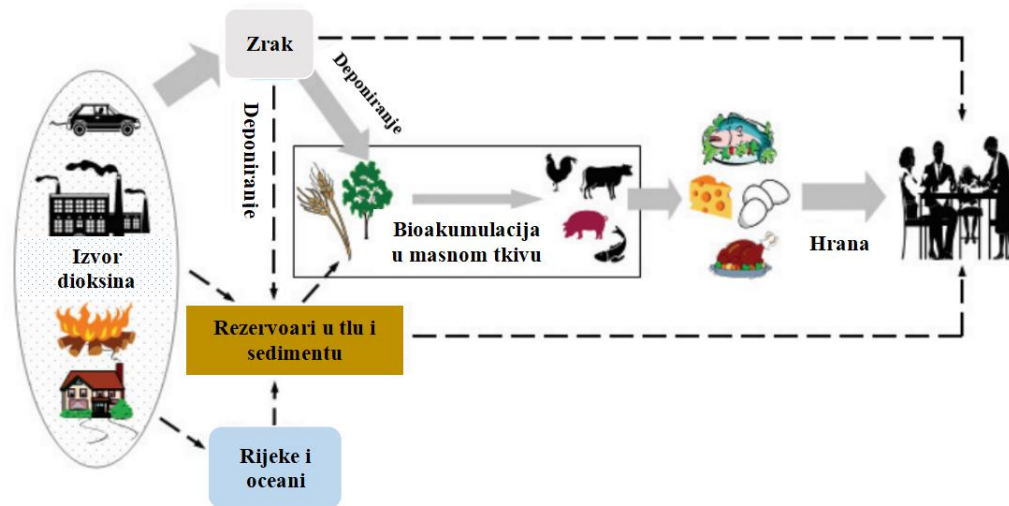 Zrak
Deponiranje
Deponiranje
Izvor
dioksina
Bioakumulacija
u masnom tkivu
Hrana
Rezervoari u tlu i
sedimentu
Rijeke i
oceani